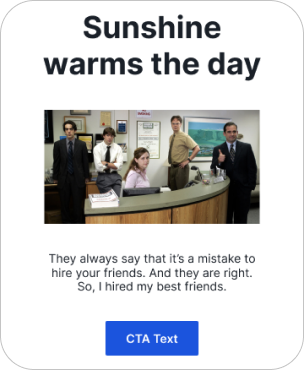 Sunshine
warms the day
They always say that it's a mistake to
hire your friends. And they are right.
So, I hired my best friends.
CTA Text